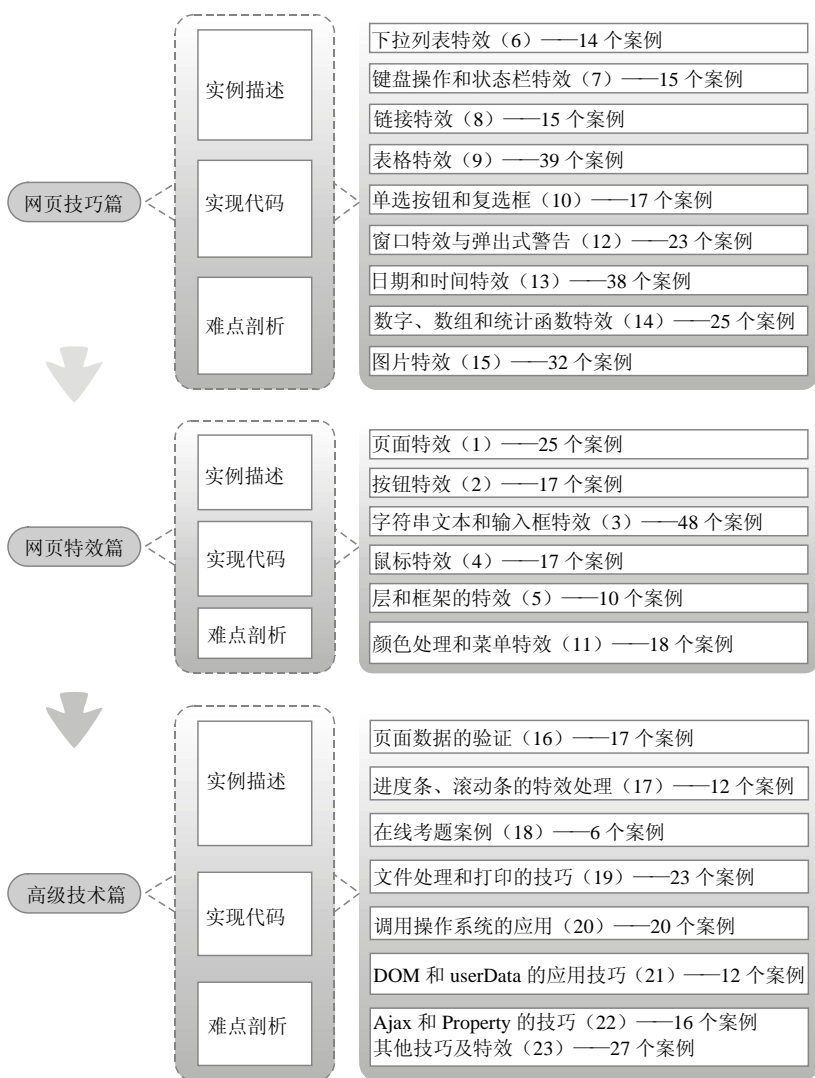 网页技巧篇
实例描述
实现代码
难点剖析
下拉列表特效（6）——14 个案例
键盘操作和状态栏特效（7）——15 个案例
链接特效（8）——15 个案例
表格特效（9）——39 个案例
单选按钮和复选框（10）——17 个案例
窗口特效与弹出式警告（12）——23 个案例
日期和时间特效（13）——38 个案例
数字、数组和统计函数特效（14）——25 个案例
图片特效（15）——32 个案例
网页特效篇
实例描述
实现代码
难点剖析
页面特效（1）——25 个案例
按钮特效（2）——17 个案例
字符串文本和输入框特效（3）——48 个案例
鼠标特效（4）——17 个案例
层和框架的特效（5）——10 个案例
颜色处理和菜单特效（11）——18 个案例
高级技术篇
实例描述
实现代码
难点剖析
页面数据的验证（16）——17 个案例
进度条、滚动条的特效处理（17）——12 个案例
在线考题案例（18）——6 个案例
文件处理和打印的技巧（19）——23 个案例
调用操作系统的应用（20）——20 个案例
DOM 和 userData 的应用技巧（21）——12 个案例
Ajax 和 Property 的技巧（22）——16 个案例
其他技巧及特效（23）——27 个案例